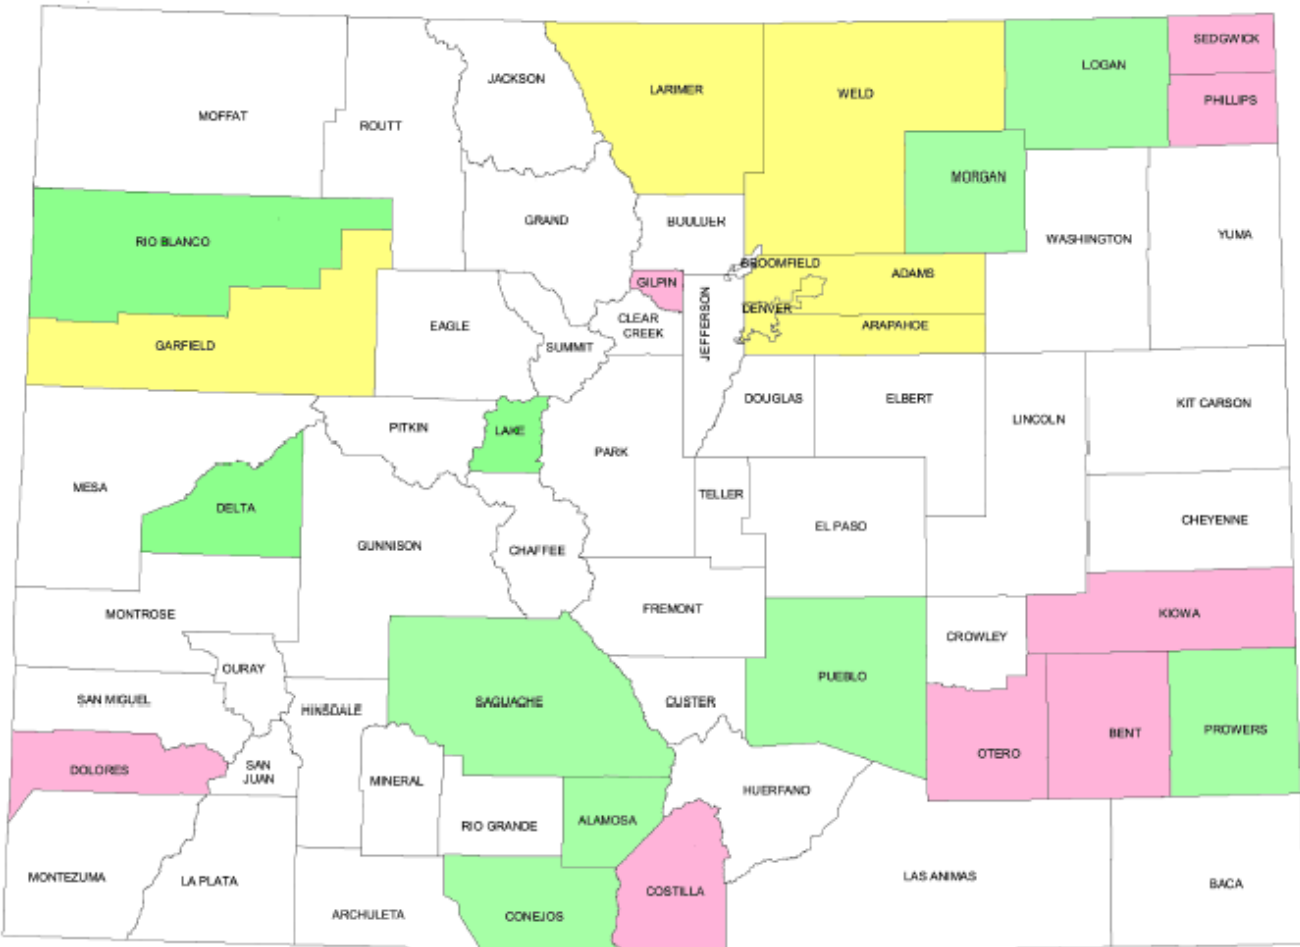 SEDGWICK
LOGAN
JACKSON
LARIMER
WELD
PHILLIPS
MOFFAT
ROUTT
MORGAN
GRAND
BOULDER
RIO BLANCO
WASHINGTON
YUMA
BROOMFIELD
ADAMS
GILPIN
DENVER
CLEAR
CREEK
JEFFERSON
EAGLE
ARAPAHOE
GARFIELD
SUMMIT
DOUGLAS
ELBERT
KIT CARSON
LINCOLN
PITKIN
LAKE
PARK
MESA
TELLER
DELTA
CHEYENNE
EL PASO
GUNNISON
CHAFFEE
MONTROSE
FREMONT
KIOWA
CROWLEY
OURAY
PUEBLO
SAN MIGUEL
HINSDALE
SAGUACHE
CUSTER
PROWERS
BENT
OTERO
DOLORES
SAN
JUAN
MINERAL
HUERFANO
RIO GRANDE
ALAMOSA
MONTEZUMA
LA PLATA
LAS ANIMAS
BACA
COSTILLA
ARCHULETA
CONEJOS